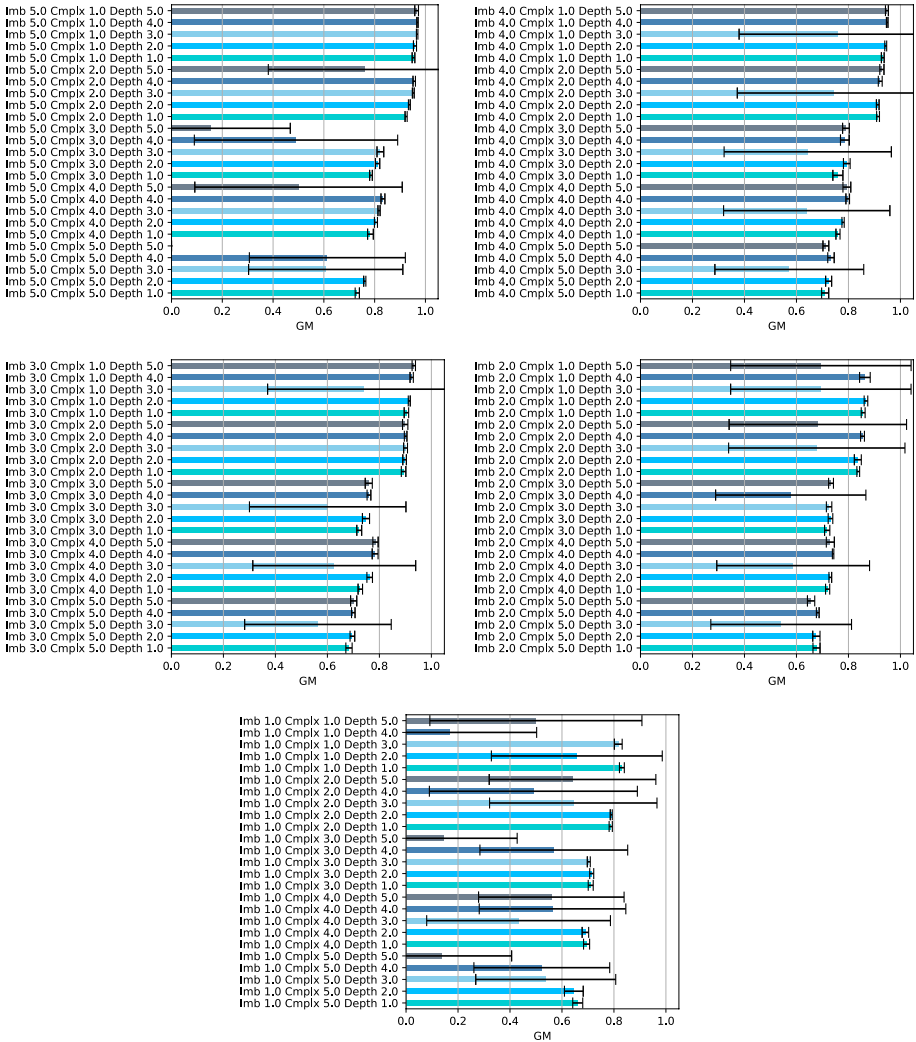 Imb 5.0 Cmplx 1.0 Depth 5.0
Imb 5.0 Cmplx 1.0 Depth 4.0
Imb 5.0 Cmplx 1.0 Depth 3.0
Imb 5.0 Cmplx 1.0 Depth 2.0
Imb 5.0 Cmplx 1.0 Depth 1.0
Imb 5.0 Cmplx 2.0 Depth 5.0
Imb 5.0 Cmplx 2.0 Depth 4.0
Imb 5.0 Cmplx 2.0 Depth 3.0
Imb 5.0 Cmplx 2.0 Depth 2.0
Imb 5.0 Cmplx 2.0 Depth 1.0
Imb 5.0 Cmplx 3.0 Depth 5.0
Imb 5.0 Cmplx 3.0 Depth 4.0
Imb 5.0 Cmplx 3.0 Depth 3.0
Imb 5.0 Cmplx 3.0 Depth 2.0
Imb 5.0 Cmplx 3.0 Depth 1.0
Imb 5.0 Cmplx 4.0 Depth 5.0
Imb 5.0 Cmplx 4.0 Depth 4.0
Imb 5.0 Cmplx 4.0 Depth 3.0
Imb 5.0 Cmplx 4.0 Depth 2.0
Imb 5.0 Cmplx 4.0 Depth 1.0
Imb 5.0 Cmplx 5.0 Depth 5.0
Imb 5.0 Cmplx 5.0 Depth 4.0
Imb 5.0 Cmplx 5.0 Depth 3.0
Imb 5.0 Cmplx 5.0 Depth 2.0
Imb 5.0 Cmplx 5.0 Depth 1.0
0.0 0.2 0.4 0.6 0.8 1.0
GM
Imb 4.0 Cmplx 1.0 Depth 5.0
Imb 4.0 Cmplx 1.0 Depth 4.0
Imb 4.0 Cmplx 1.0 Depth 3.0
Imb 4.0 Cmplx 1.0 Depth 2.0
Imb 4.0 Cmplx 1.0 Depth 1.0
Imb 4.0 Cmplx 2.0 Depth 5.0
Imb 4.0 Cmplx 2.0 Depth 4.0
Imb 4.0 Cmplx 2.0 Depth 3.0
Imb 4.0 Cmplx 2.0 Depth 2.0
Imb 4.0 Cmplx 2.0 Depth 1.0
Imb 4.0 Cmplx 3.0 Depth 5.0
Imb 4.0 Cmplx 3.0 Depth 4.0
Imb 4.0 Cmplx 3.0 Depth 3.0
Imb 4.0 Cmplx 3.0 Depth 2.0
Imb 4.0 Cmplx 3.0 Depth 1.0
Imb 4.0 Cmplx 4.0 Depth 5.0
Imb 4.0 Cmplx 4.0 Depth 4.0
Imb 4.0 Cmplx 4.0 Depth 3.0
Imb 4.0 Cmplx 4.0 Depth 2.0
Imb 4.0 Cmplx 4.0 Depth 1.0
Imb 4.0 Cmplx 5.0 Depth 5.0
Imb 4.0 Cmplx 5.0 Depth 4.0
Imb 4.0 Cmplx 5.0 Depth 3.0
Imb 4.0 Cmplx 5.0 Depth 2.0
Imb 4.0 Cmplx 5.0 Depth 1.0
0.0 0.2 0.4 0.6 0.8 1.0
GM
Imb 3.0 Cmplx 1.0 Depth 5.0
Imb 3.0 Cmplx 1.0 Depth 4.0
Imb 3.0 Cmplx 1.0 Depth 3.0
Imb 3.0 Cmplx 1.0 Depth 2.0
Imb 3.0 Cmplx 1.0 Depth 1.0
Imb 3.0 Cmplx 2.0 Depth 5.0
Imb 3.0 Cmplx 2.0 Depth 4.0
Imb 3.0 Cmplx 2.0 Depth 3.0
Imb 3.0 Cmplx 2.0 Depth 2.0
Imb 3.0 Cmplx 2.0 Depth 1.0
Imb 3.0 Cmplx 3.0 Depth 5.0
Imb 3.0 Cmplx 3.0 Depth 4.0
Imb 3.0 Cmplx 3.0 Depth 3.0
Imb 3.0 Cmplx 3.0 Depth 2.0
Imb 3.0 Cmplx 3.0 Depth 1.0
Imb 3.0 Cmplx 4.0 Depth 5.0
Imb 3.0 Cmplx 4.0 Depth 4.0
Imb 3.0 Cmplx 4.0 Depth 3.0
Imb 3.0 Cmplx 4.0 Depth 2.0
Imb 3.0 Cmplx 4.0 Depth 1.0
Imb 3.0 Cmplx 5.0 Depth 5.0
Imb 3.0 Cmplx 5.0 Depth 4.0
Imb 3.0 Cmplx 5.0 Depth 3.0
Imb 3.0 Cmplx 5.0 Depth 2.0
Imb 3.0 Cmplx 5.0 Depth 1.0
0.0 0.2 0.4 0.6 0.8 1.0
GM
Imb 2.0 Cmplx 1.0 Depth 5.0
Imb 2.0 Cmplx 1.0 Depth 4.0
Imb 2.0 Cmplx 1.0 Depth 3.0
Imb 2.0 Cmplx 1.0 Depth 2.0
Imb 2.0 Cmplx 1.0 Depth 1.0
Imb 2.0 Cmplx 2.0 Depth 5.0
Imb 2.0 Cmplx 2.0 Depth 4.0
Imb 2.0 Cmplx 2.0 Depth 3.0
Imb 2.0 Cmplx 2.0 Depth 2.0
Imb 2.0 Cmplx 2.0 Depth 1.0
Imb 2.0 Cmplx 3.0 Depth 5.0
Imb 2.0 Cmplx 3.0 Depth 4.0
Imb 2.0 Cmplx 3.0 Depth 3.0
Imb 2.0 Cmplx 3.0 Depth 2.0
Imb 2.0 Cmplx 3.0 Depth 1.0
Imb 2.0 Cmplx 4.0 Depth 5.0
Imb 2.0 Cmplx 4.0 Depth 4.0
Imb 2.0 Cmplx 4.0 Depth 3.0
Imb 2.0 Cmplx 4.0 Depth 2.0
Imb 2.0 Cmplx 4.0 Depth 1.0
Imb 2.0 Cmplx 5.0 Depth 5.0
Imb 2.0 Cmplx 5.0 Depth 4.0
Imb 2.0 Cmplx 5.0 Depth 3.0
Imb 2.0 Cmplx 5.0 Depth 2.0
Imb 2.0 Cmplx 5.0 Depth 1.0
0.0 0.2 0.4 0.6 0.8 1.0
GM
Imb 1.0 Cmplx 1.0 Depth 5.0
Imb 1.0 Cmplx 1.0 Depth 4.0
Imb 1.0 Cmplx 1.0 Depth 3.0
Imb 1.0 Cmplx 1.0 Depth 2.0
Imb 1.0 Cmplx 1.0 Depth 1.0
Imb 1.0 Cmplx 2.0 Depth 5.0
Imb 1.0 Cmplx 2.0 Depth 4.0
Imb 1.0 Cmplx 2.0 Depth 3.0
Imb 1.0 Cmplx 2.0 Depth 2.0
Imb 1.0 Cmplx 2.0 Depth 1.0
Imb 1.0 Cmplx 3.0 Depth 5.0
Imb 1.0 Cmplx 3.0 Depth 4.0
Imb 1.0 Cmplx 3.0 Depth 3.0
Imb 1.0 Cmplx 3.0 Depth 2.0
Imb 1.0 Cmplx 3.0 Depth 1.0
Imb 1.0 Cmplx 4.0 Depth 5.0
Imb 1.0 Cmplx 4.0 Depth 4.0
Imb 1.0 Cmplx 4.0 Depth 3.0
Imb 1.0 Cmplx 4.0 Depth 2.0
Imb 1.0 Cmplx 4.0 Depth 1.0
Imb 1.0 Cmplx 5.0 Depth 5.0
Imb 1.0 Cmplx 5.0 Depth 4.0
Imb 1.0 Cmplx 5.0 Depth 3.0
Imb 1.0 Cmplx 5.0 Depth 2.0
Imb 1.0 Cmplx 5.0 Depth 1.0
0.0 0.2 0.4 0.6 0.8 1.0
GM